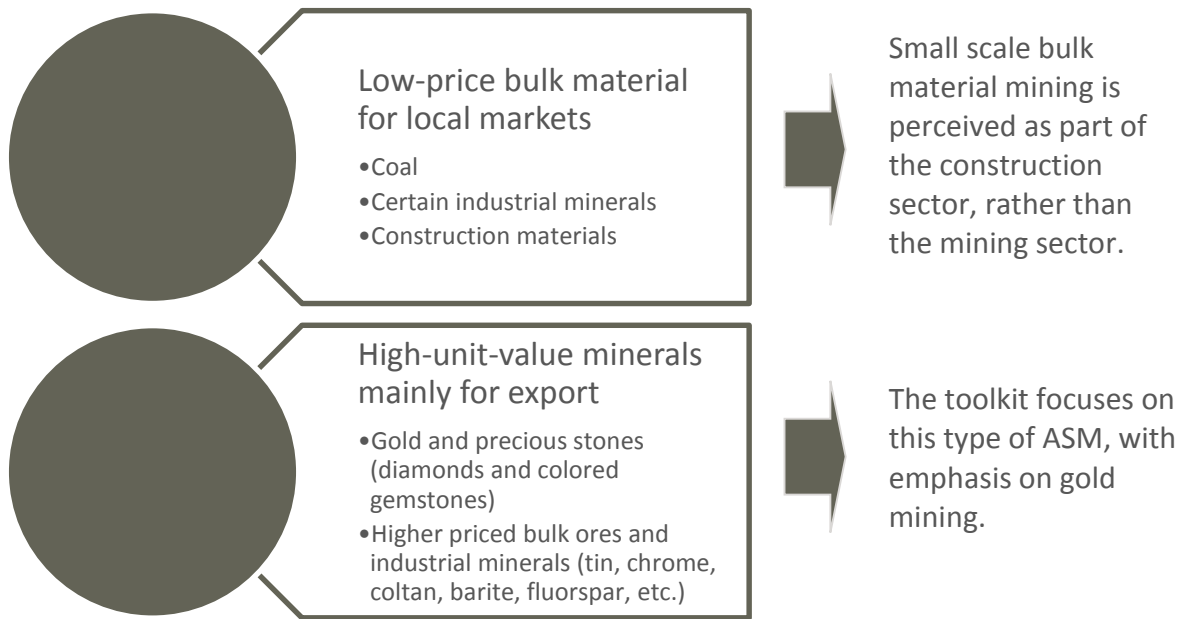 Low-price bulk material
for local markets
•Coal
•Certain industrial minerals
•Construction materials
Small scale bulk
material mining is
perceived as part of
the construction
sector, rather than
the mining sector.
High-unit-value minerals
mainly for export
•Gold and precious stones
(diamonds and colored
gemstones)
•Higher priced bulk ores and
industrial minerals (tin, chrome,
coltan, barite, fluorspar, etc.)
The toolkit focuses on
this type of ASM, with
emphasis on gold
mining.